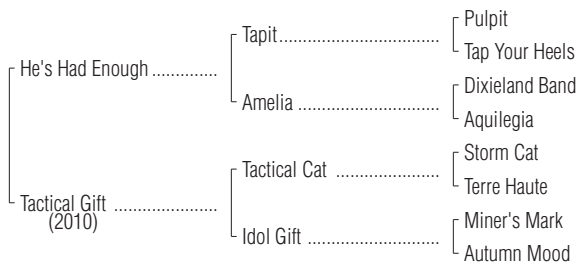 Pulpit
Tapit
Tap Your Heels
He's Had Enough
Dixieland Band
Amelia
Aquilegia
Storm Cat
Tactical Cat
Terre Haute
Tactical Gift
(2010)
Miner's Mark
Idol Gift
Autumn Mood